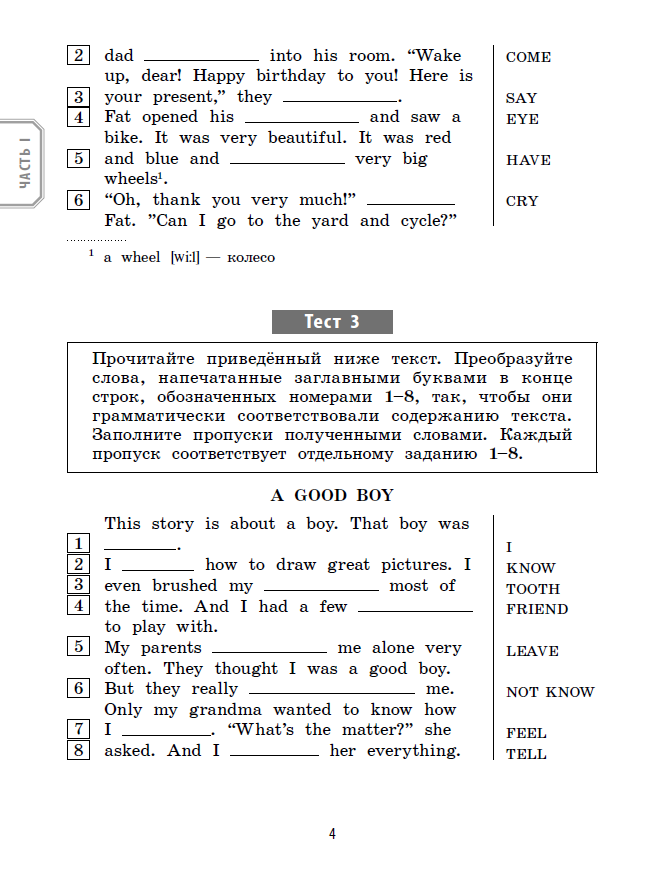 2 dad ____________ into his room. “Wake COME
up, dear! Happy birthday to you! Here is
3 your present,” they ____________. SAY
4 Fat opened his ____________ and saw a EYE
bike. It was very beautiful. It was red
5 and blue and ____________ very big HAVE
wheels¹.
6 “Oh, thank you very much!” _________ CRY
Fat. ”Can I go to the yard and cycle?”
¹ a wheel [wi:l] — колесо
ЧАСТЬ I
Тест 3
Прочитайте приведённый ниже текст. Преобразуйте
слова, напечатанные заглавными буквами в конце
строк, обозначенных номерами 1–8, так, чтобы они
грамматически соответствовали содержанию текста.
Заполните пропуски полученными словами. Каждый
пропуск соответствует отдельному заданию 1–8.
A GOOD BOY
This story is about a boy. That boy was
1 ________. I
2 I ________ how to draw great pictures. I KNOW
3 even brushed my ____________ most of TOOTH
4 the time. And I had a few ____________ FRIEND
to play with.
5 My parents ____________ me alone very LEAVE
often. They thought I was a good boy.
6 But they really _________________ me. NOT KNOW
Only my grandma wanted to know how
7 I _________. “What’s the matter?” she FEEL
8 asked. And I _________ her everything. TELL
4